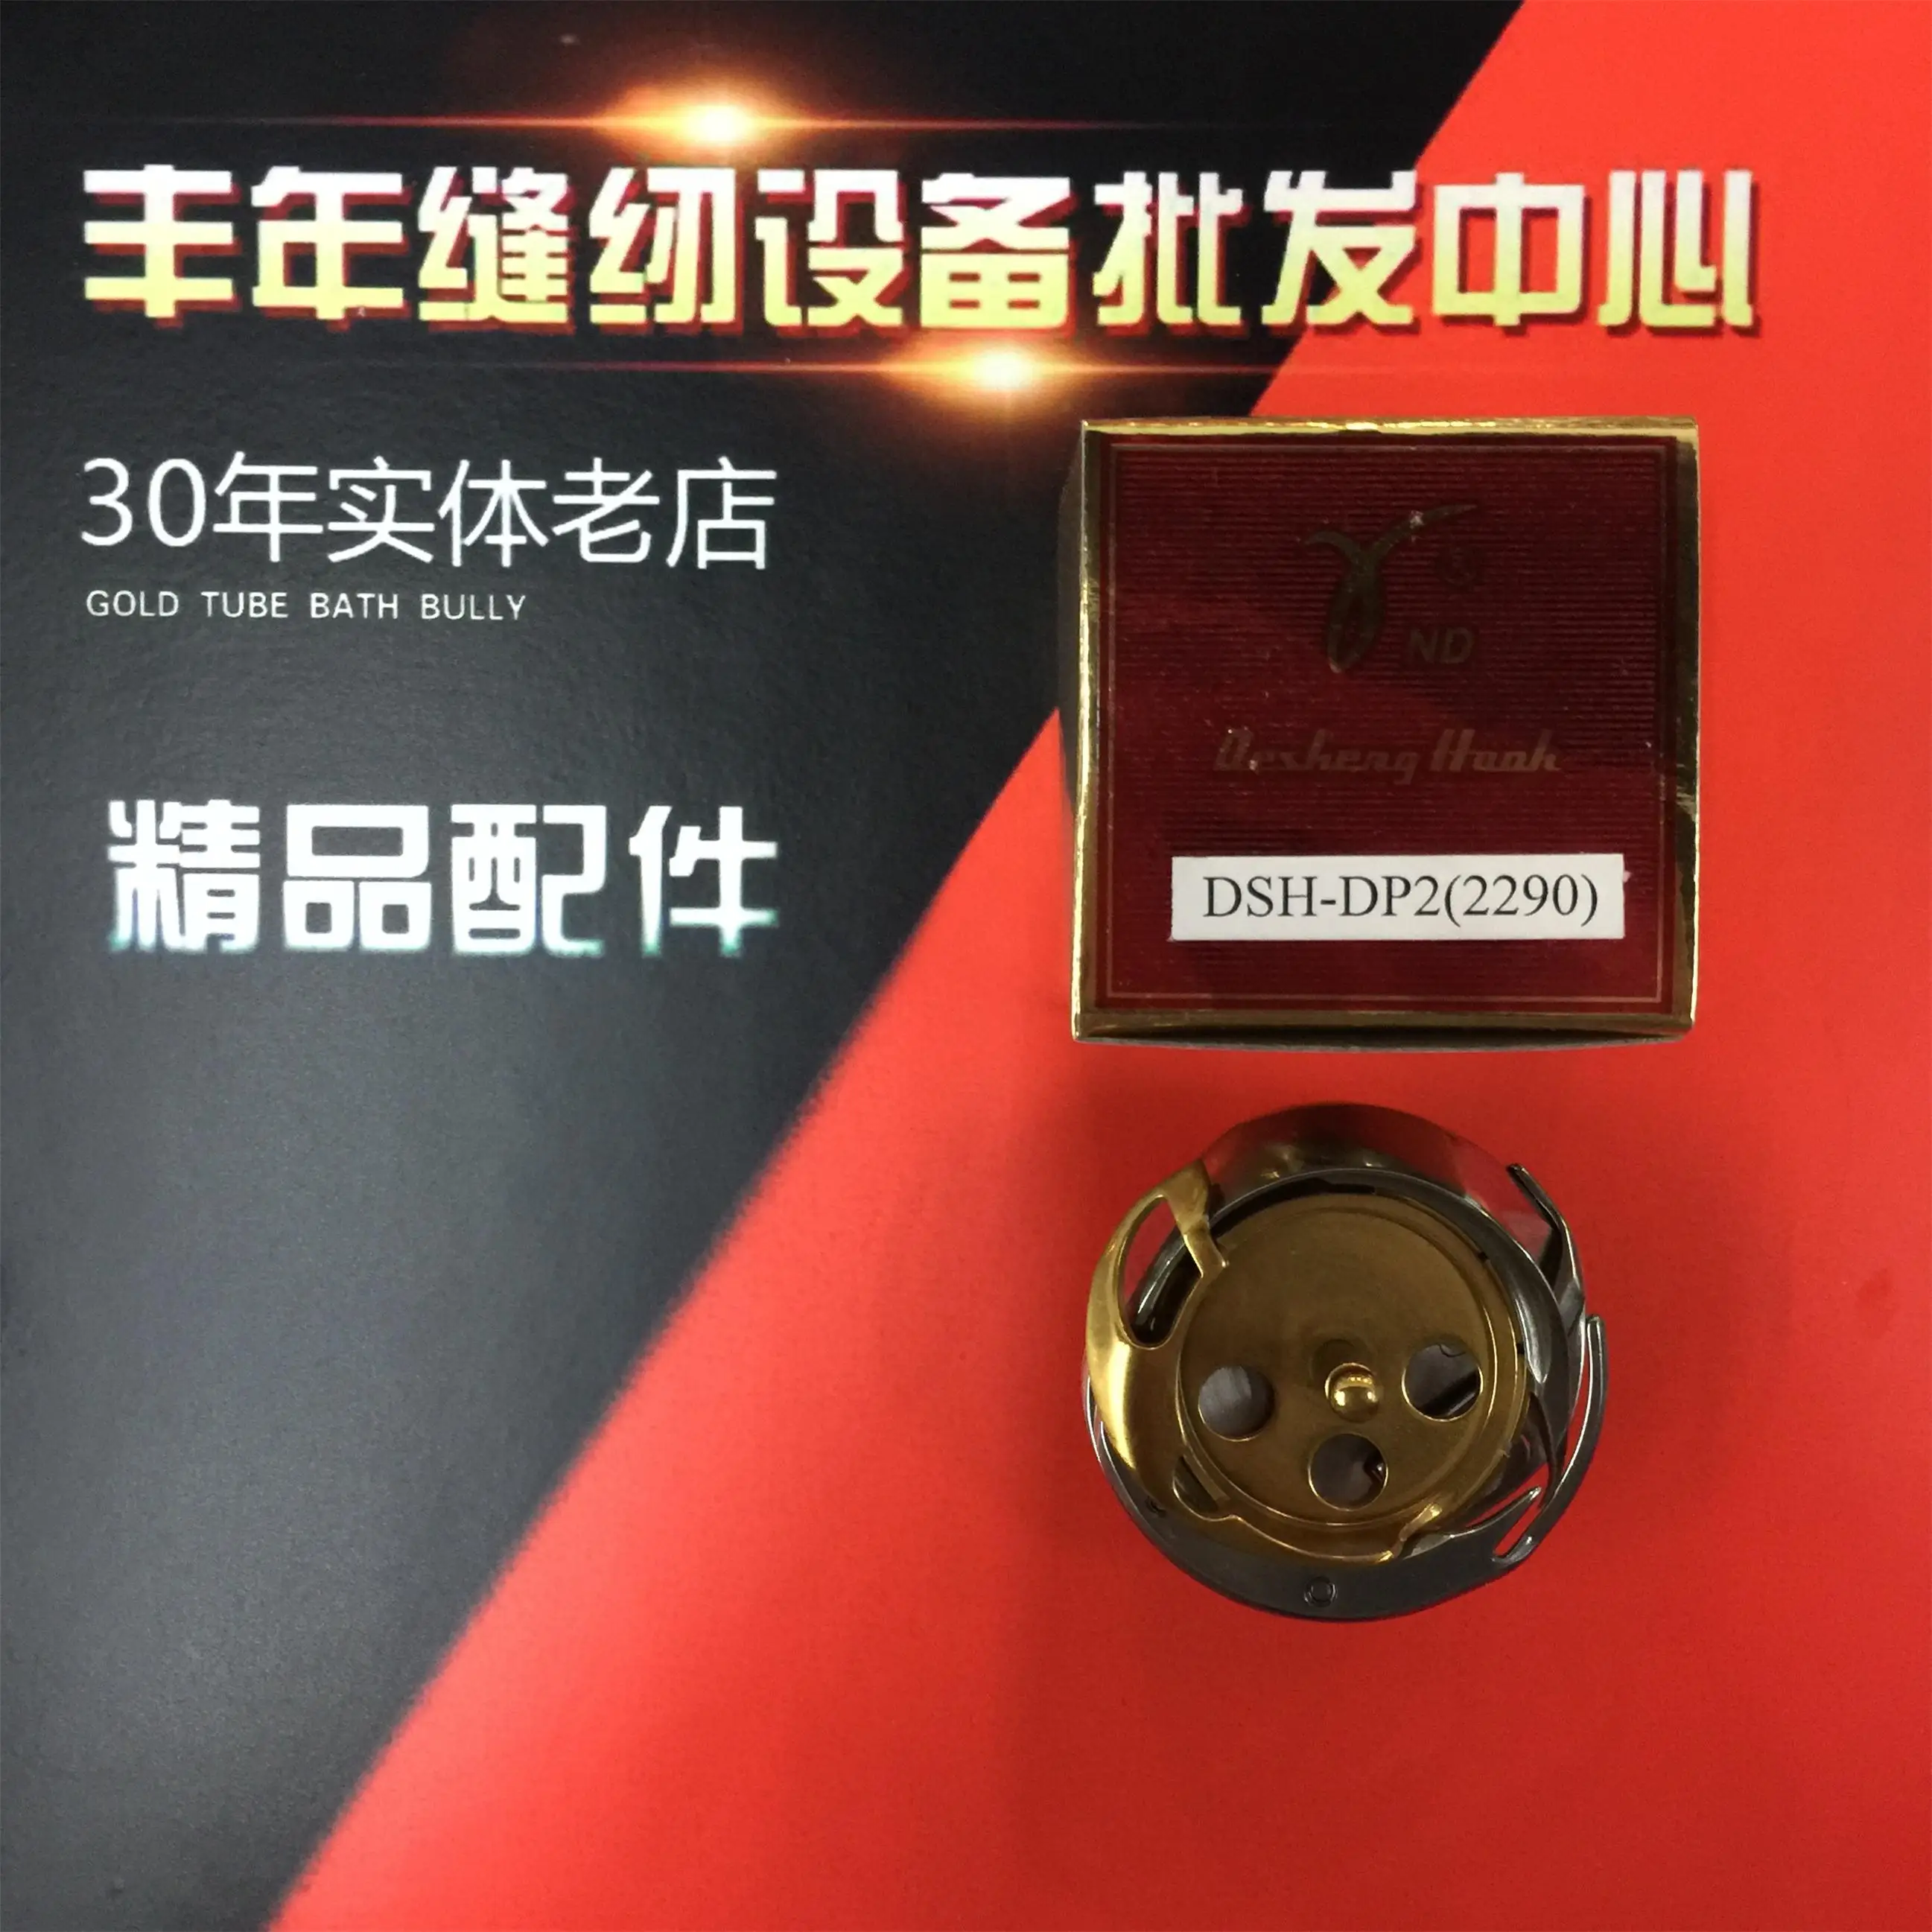 丰年缝纫设备批发中心
30年实体老店
GOLD TUBE BATH BULLY
精品配件
ND
Desheng Hook
DSH-DP2(2290)